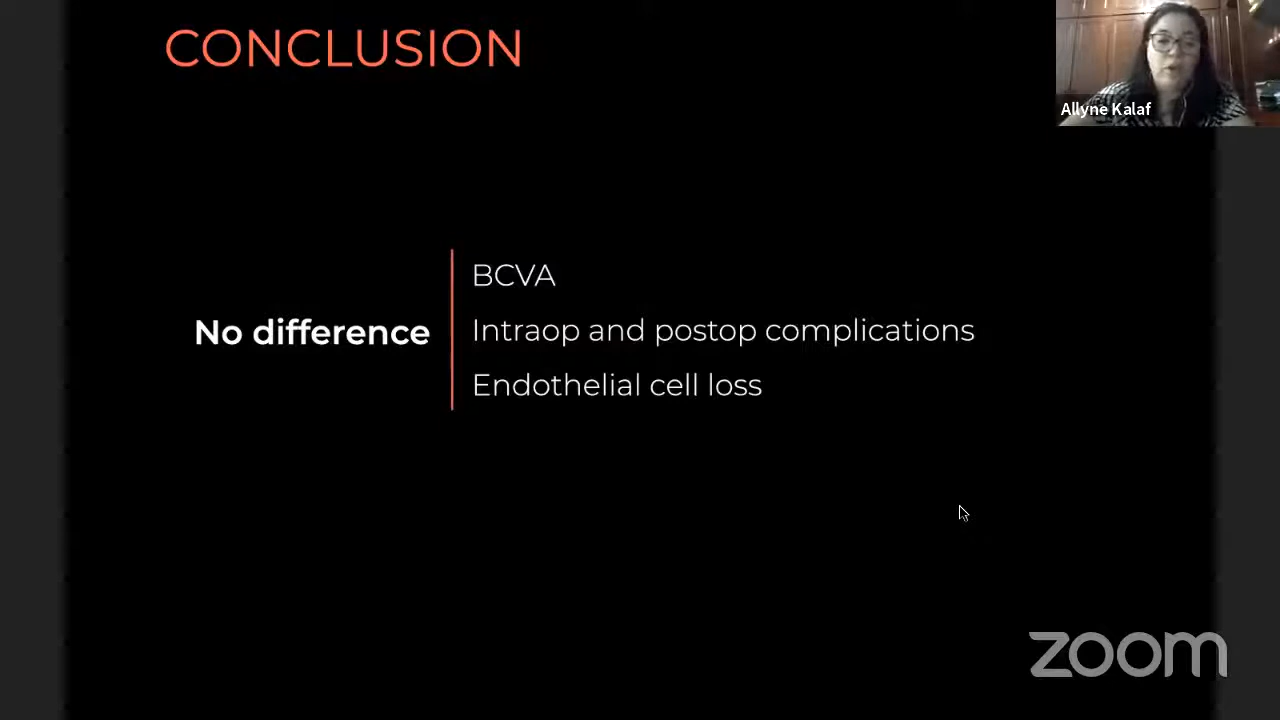 CONCLUSION
Allyne Kalaf
No difference
BCVA
Intraop and postop complications
Endothelial cell loss
zoom